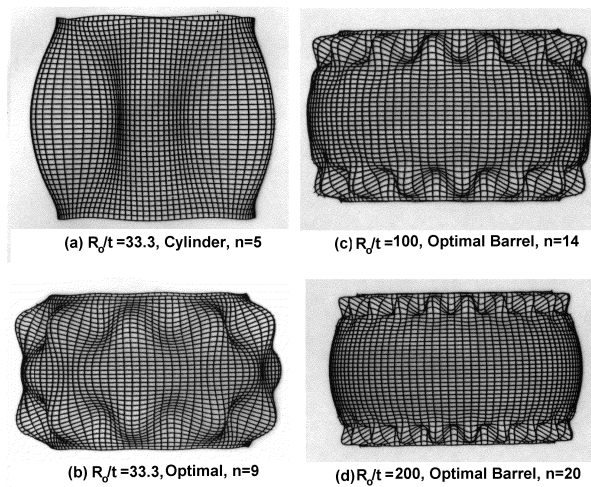 (a) Ro/t =33.3, Cylinder, n=5
(c) Ro/t =100, Optimal Barrel, n=14
(b) Ro/t =33.3, Optimal, n=9
(d) Ro/t =200, Optimal Barrel, n=20